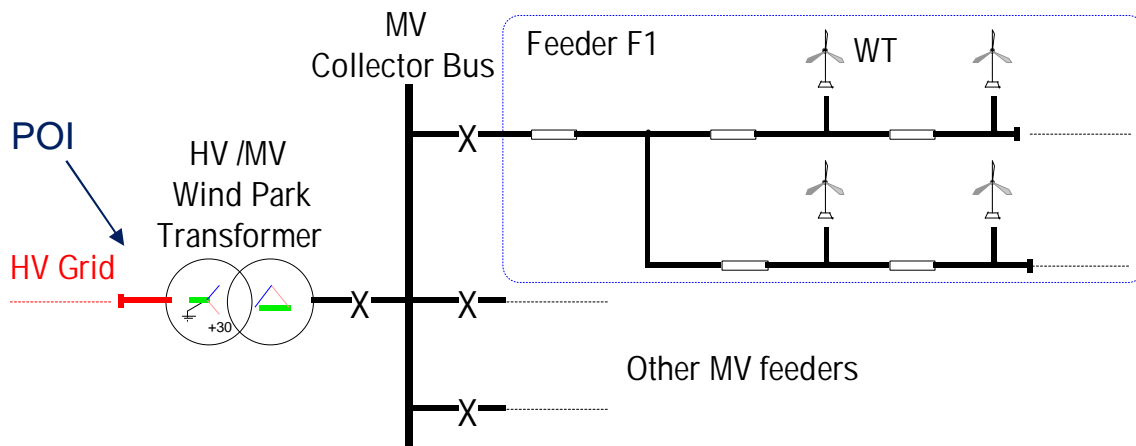 MV
Collector Bus
Feeder F1
WT
POI
HV /MV
Wind Park
Transformer
HV Grid
+30
X
X
X
X
Other MV feeders